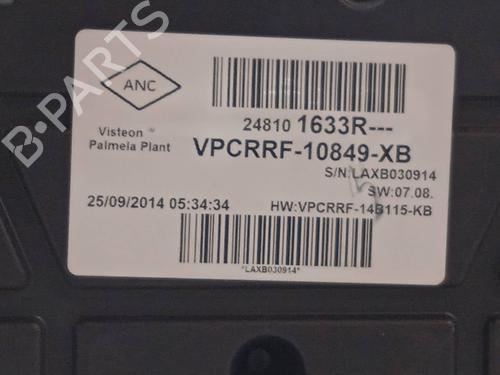 B-PARTS
ANC
24810 1633R---
Visteon
Palmela Plant
VPCRRF-10849-XB
S/N:LAXB030914
SW:07.08.
25/09/2014 05:34:34
HW:VPCRRF-14B115-KB
*LAXB030914*